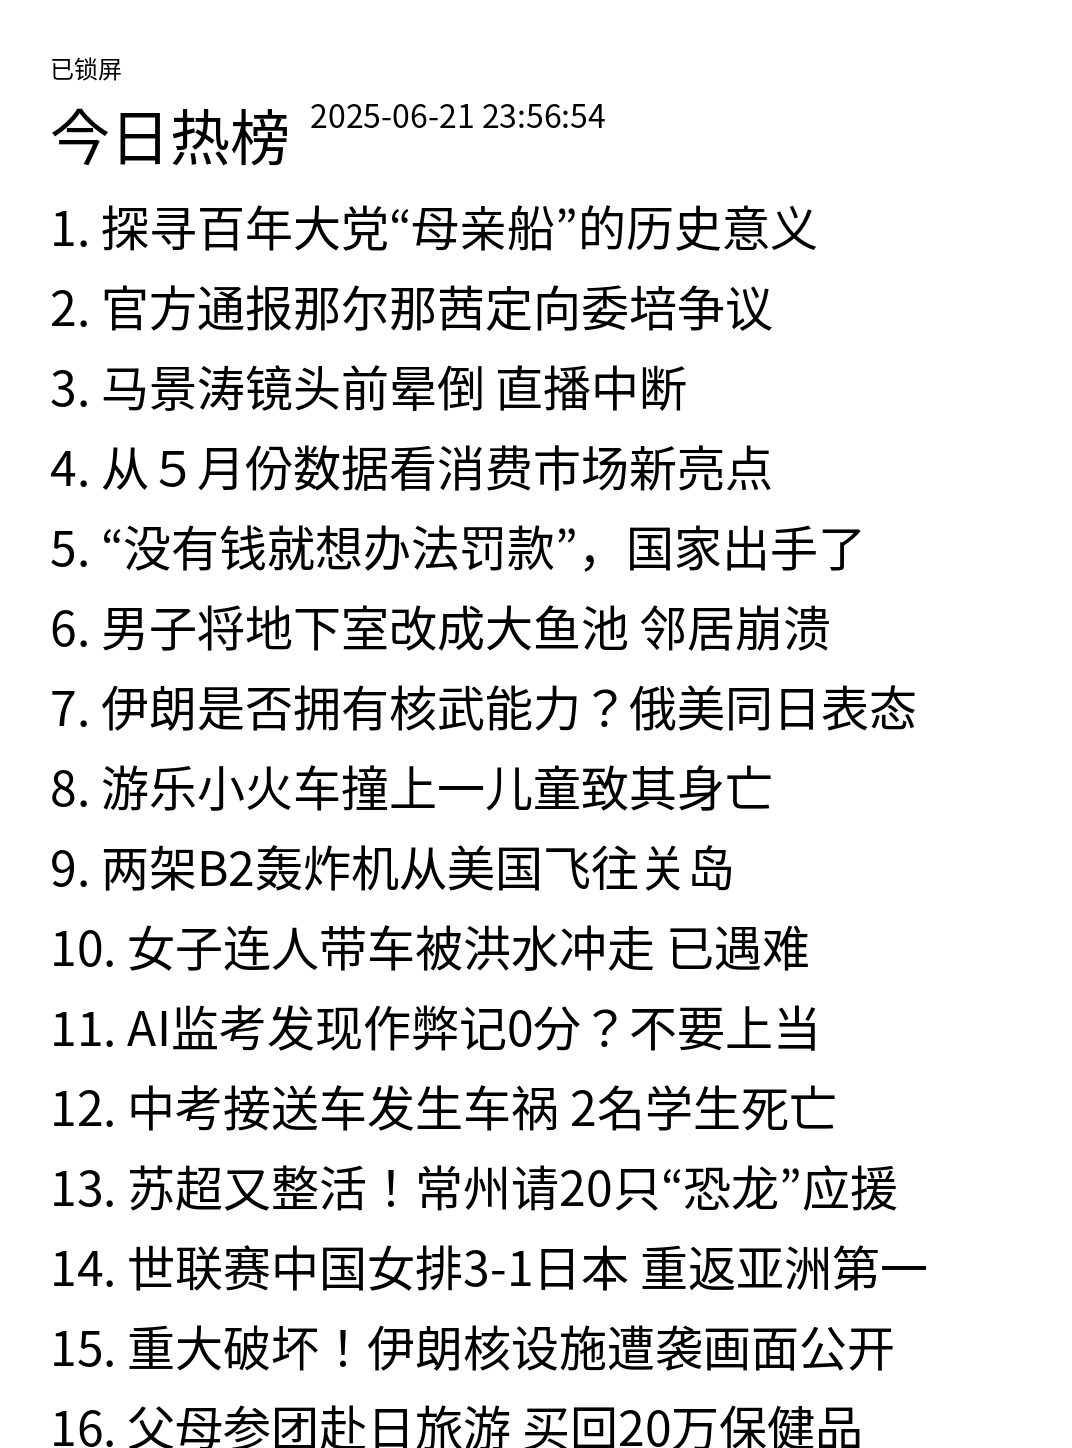 已锁屏
今日热榜 2025-06-21 23:56:54
1. 探寻百年大党“母亲船”的历史意义
2. 官方通报那尔那茜定向委培争议
3. 马景涛镜头前晕倒 直播中断
4. 从５月份数据看消费市场新亮点
5. “没有钱就想办法罚款”，国家出手了
6. 男子将地下室改成大鱼池 邻居崩溃
7. 伊朗是否拥有核武能力？俄美同日表态
8. 游乐小火车撞上一儿童致其身亡
9. 两架B2轰炸机从美国飞往关岛
10. 女子连人带车被洪水冲走 已遇难
11. AI监考发现作弊记0分？不要上当
12. 中考接送车发生车祸 2名学生死亡
13. 苏超又整活！常州请20只“恐龙”应援
14. 世联赛中国女排3-1日本 重返亚洲第一
15. 重大破坏！伊朗核设施遭袭画面公开
16. 父母参团赴日旅游 买回20万保健品